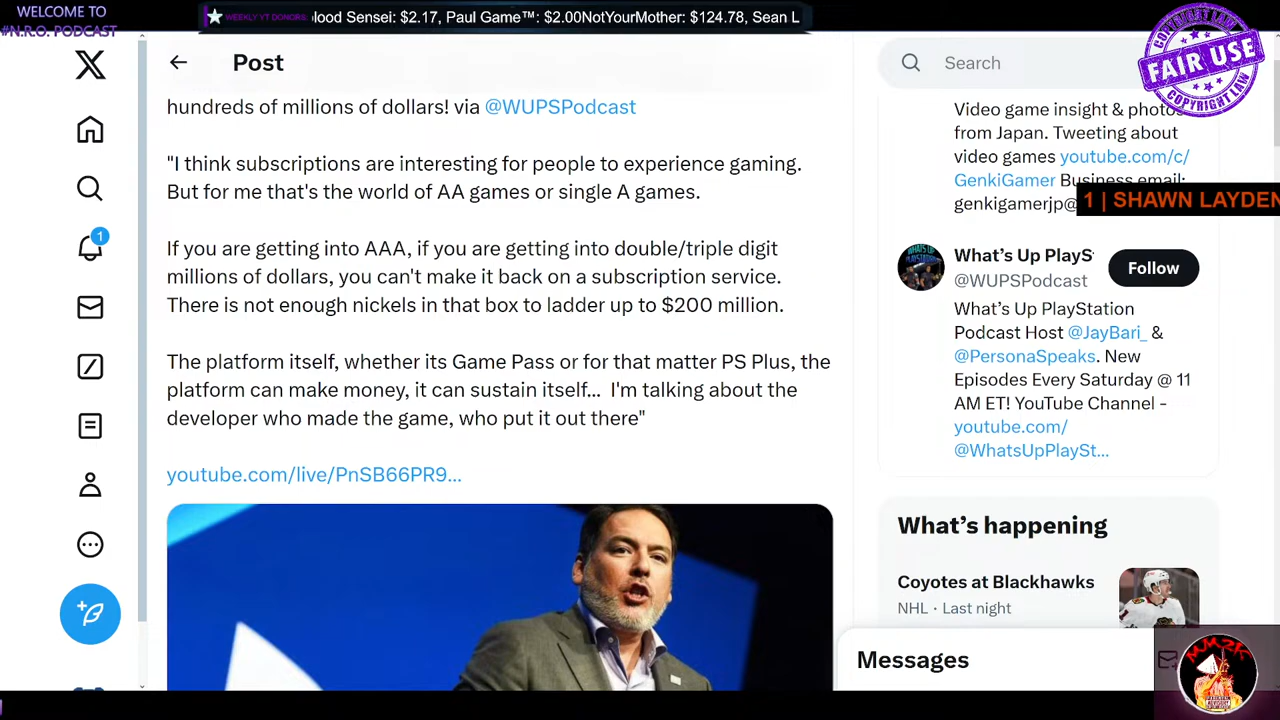 WELCOME TO
#N.R.O. PODCAST
WEEKLY YT DONORS:
lood Sensei: $2.17, Paul Game™: $2.00NotYourMother: $124.78, Sean L
Post
hundreds of millions of dollars! via @WUPSPodcast
"I think subscriptions are interesting for people to experience gaming.
But for me that's the world of AA games or single A games.
If you are getting into AAA, if you are getting into double/triple digit
millions of dollars, you can't make it back on a subscription service.
There is not enough nickels in that box to ladder up to $200 million.
The platform itself, whether its Game Pass or for that matter PS Plus, the
platform can make money, it can sustain itself... I'm talking about the
developer who made the game, who put it out there"
youtube.com/live/PnSB66PR9...
Search
COPYRIGHT LAW
FAIR USE
COPYRIGHT LAW
Video game insight & photos
from Japan. Tweeting about
video games youtube.com/c/
GenkiGamer Business email:
genkigamerjp@
1 | SHAWN LAYDEN
What's Up PlayS
@WUPSPodcast
Follow
What's Up PlayStation
Podcast Host @JayBari_ &
@PersonaSpeaks. New
Episodes Every Saturday @ 11
AM ET! YouTube Channel -
youtube.com/
@WhatsUpPlaySt...
What's happening
Coyotes at Blackhawks
NHL · Last night
Messages
1